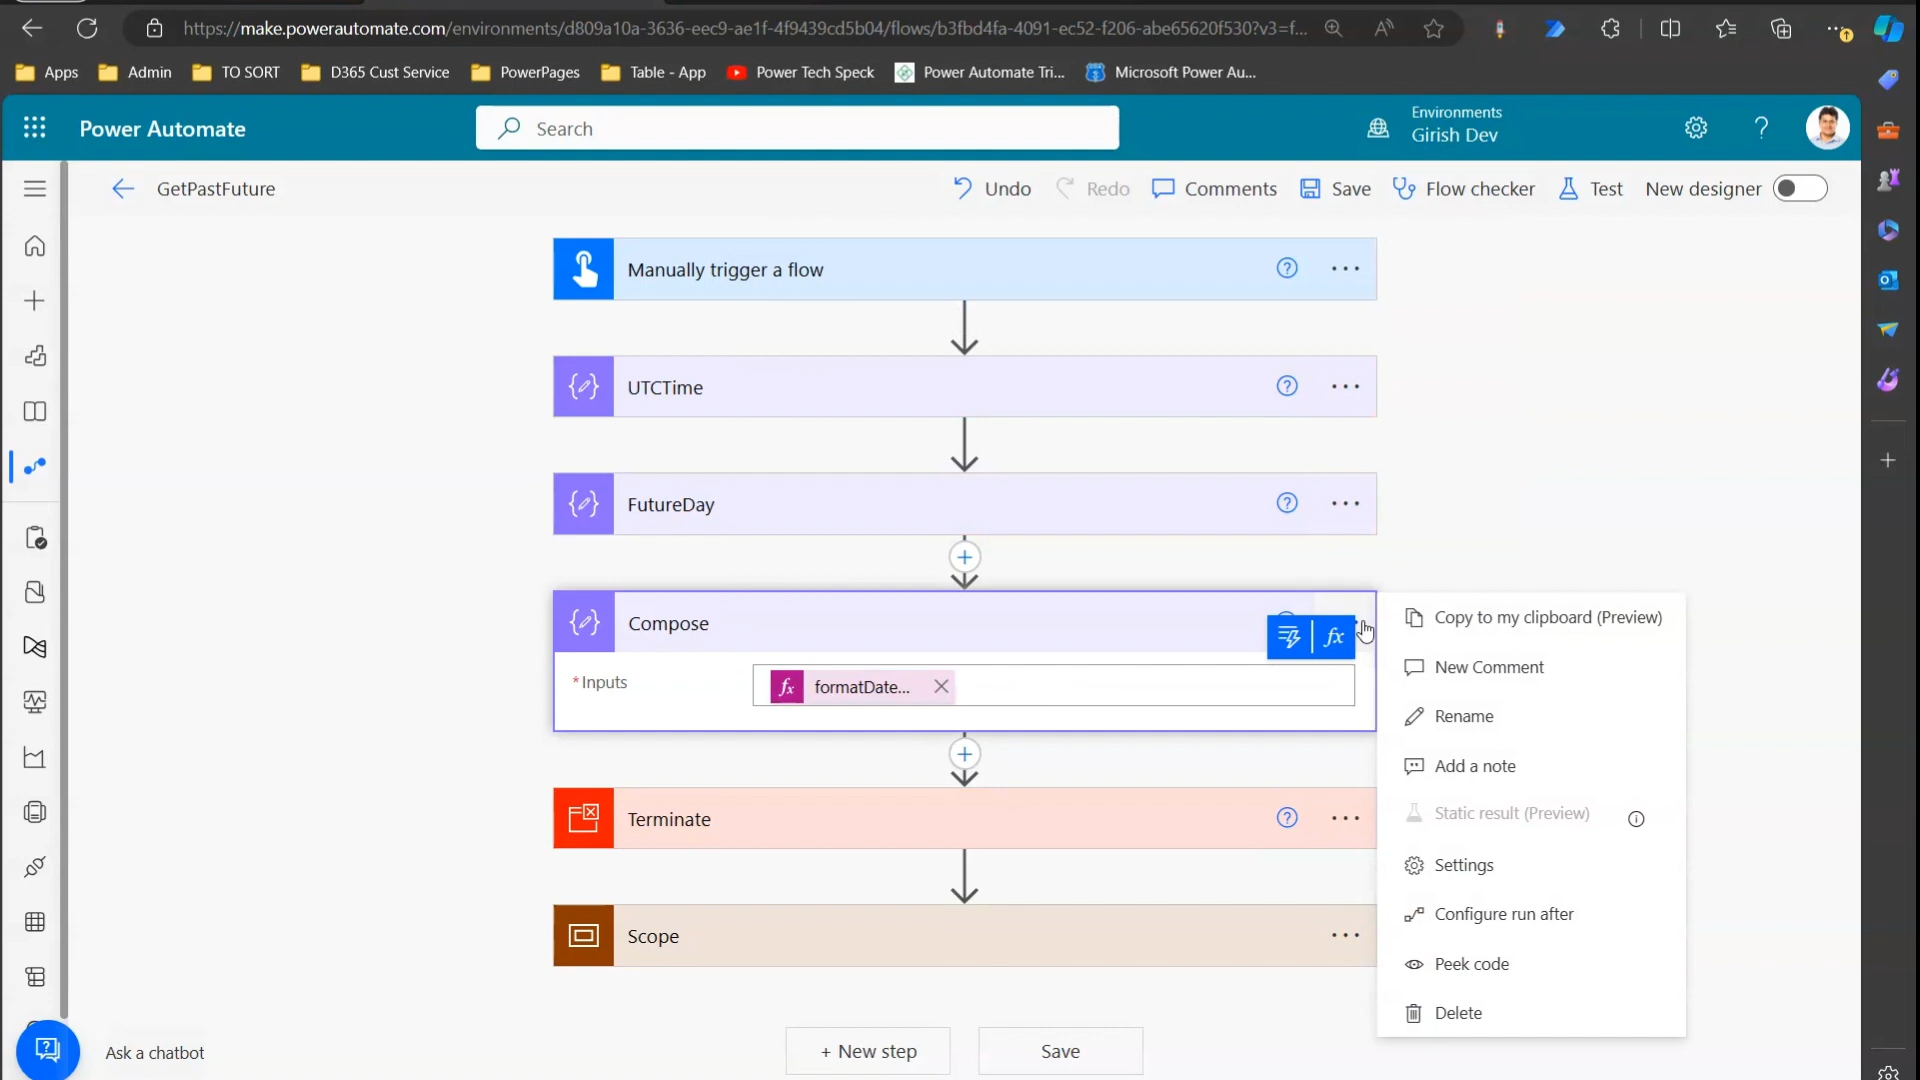 https://make.powerautomate.com/environments/d809a10a-3636-eec9-ae1f-4f9439cd5b04/flows/b3fbd4fa-4091-ec52-f206-abe65620f530?v3=f...
Apps Admin TO SORT D365 Cust Service PowerPages Table - App Power Tech Speck Power Automate Tri... Microsoft Power Au...
Power Automate
Search
Environments
Girish Dev
GetPastFuture
Undo Redo Comments Save Flow checker Test New designer
Manually trigger a flow
UTCTime
FutureDay
Compose
fx
* Inputs
fx formatDate...
Copy to my clipboard (Preview)
New Comment
Rename
Add a note
Static result (Preview)
Settings
Configure run after
Peek code
Delete
Terminate
Scope
+ New step
Save
Ask a chatbot